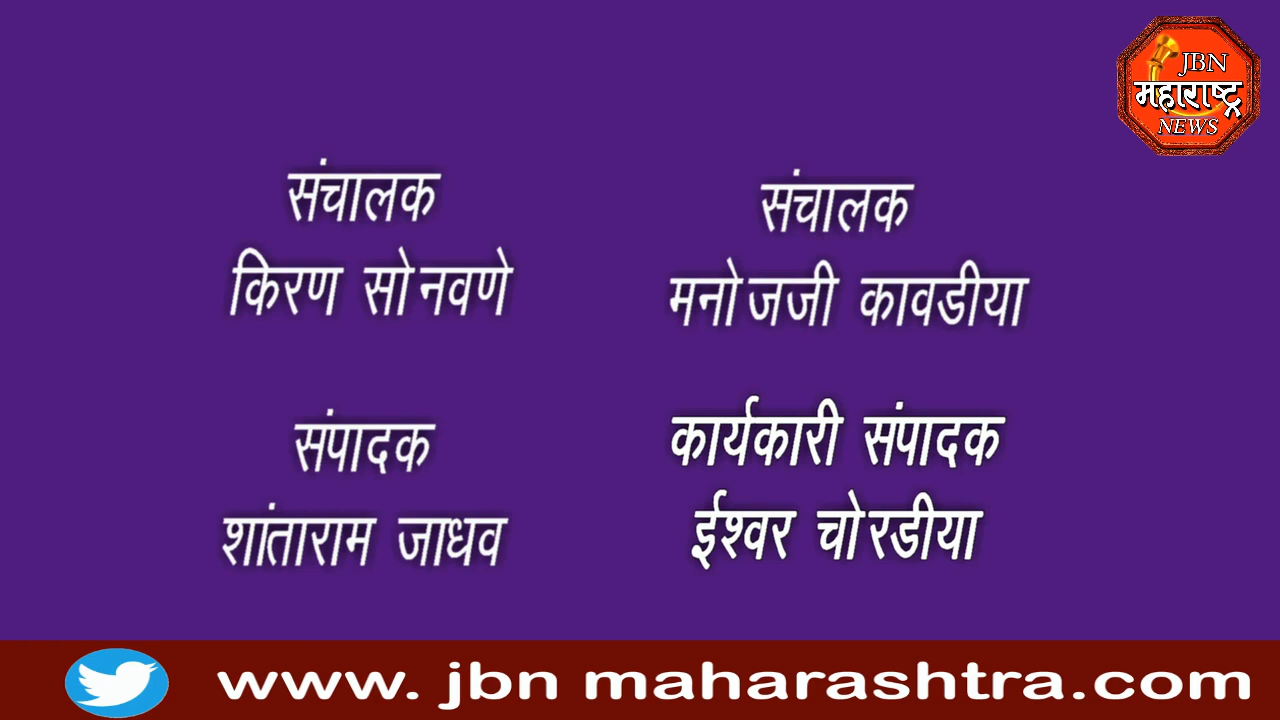 JBN
महाराष्ट्र
NEWS
संचालक
किरण सोनवणे
संचालक
मनोजजी कावडीया
संपादक
शांताराम जाधव
कार्यकारी संपादक
ईश्वर चोरडीया
www. jbn maharashtra.com